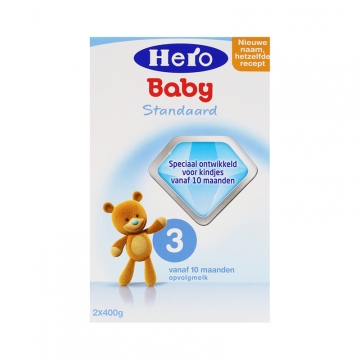 Hero
Nieuwe
naam,
hetzelfde
recept
Baby
Standaard
Speciaal ontwikkeld
voor kindjes
vanaf 10 maanden
3
vanaf 10 maanden
opvolgmelk
2x400g